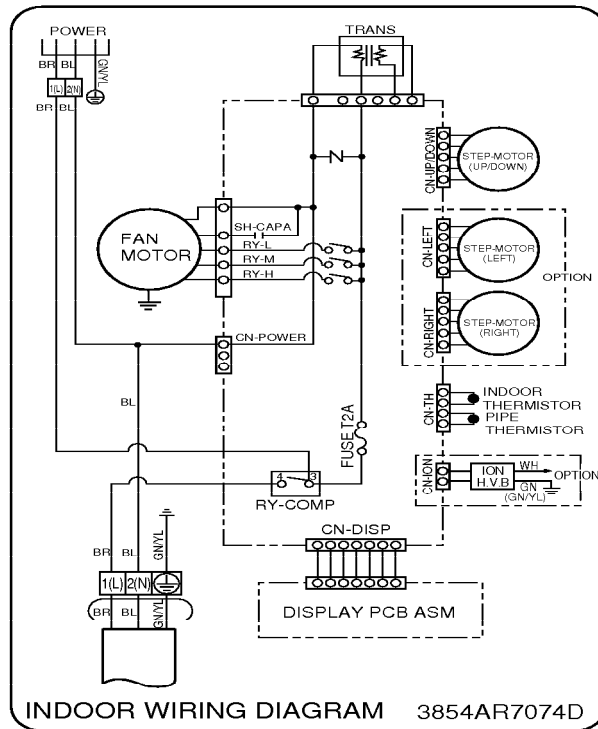 POWER
TRANS
BR
BL
GN/YL
1(L)
2(N)
BR
BL
CN-UP/DOWN
STEP-MOTOR
(UP/DOWN)
N
FAN
MOTOR
SH-CAPA
RY-L
RY-M
RY-H
CN-LEFT
STEP-MOTOR
(LEFT)
OPTION
CN-RIGHT
STEP-MOTOR
(RIGHT)
CN-POWER
BL
FUSE T2A
CN-TH
INDOOR
THERMISTOR
PIPE
THERMISTOR
4
3
RY-COMP
CN-ION
ION
H.V.B
WH
OPTION
GN
(GN/YL)
CN-DISP
BR
BL
GN/YL
1(L)
2(N)
BR
BL
GN/YL
DISPLAY PCB ASM
INDOOR WIRING DIAGRAM 3854AR7074D